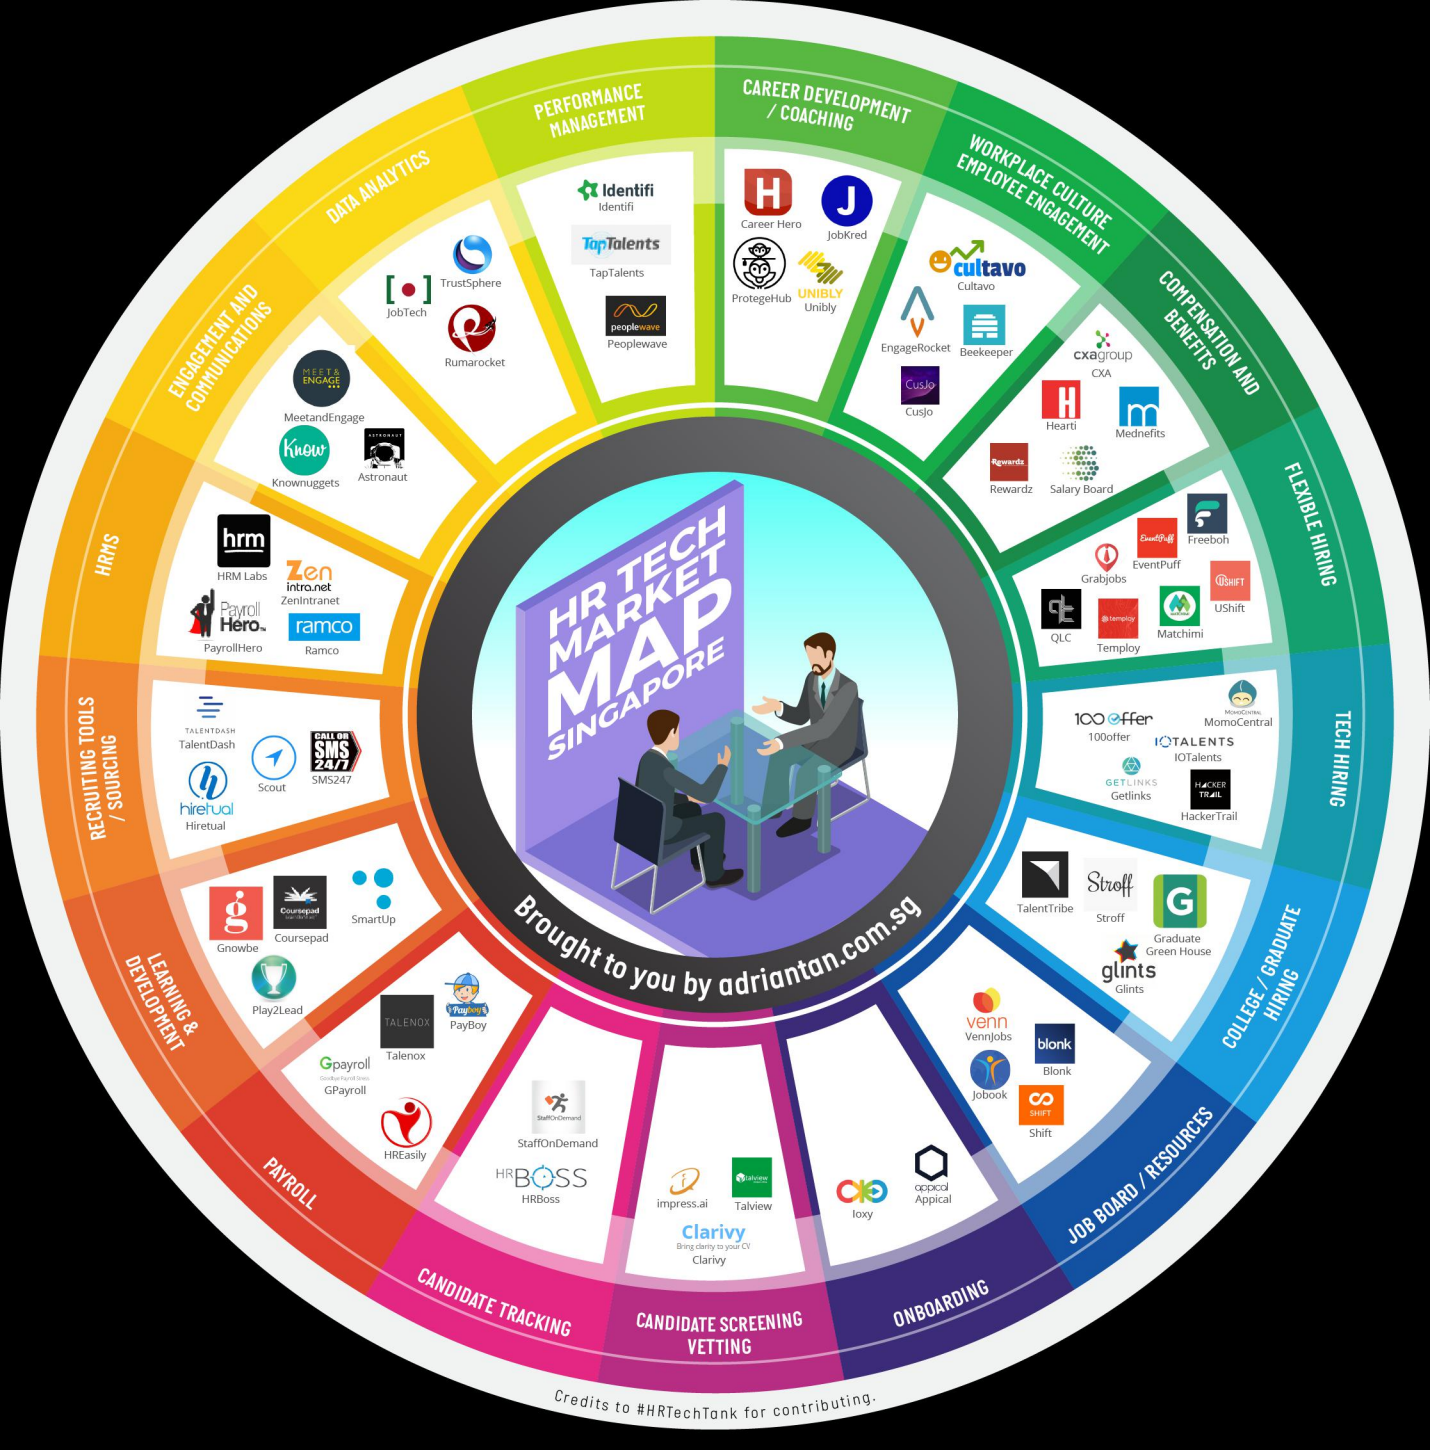 HR TECH
MARKET
MAP
SINGAPORE
Brought to you by adriantan.com.sg
PERFORMANCE
MANAGEMENT
Identifi
Identifi
TapTalents
TapTalents
peoplewave
Peoplewave
CAREER DEVELOPMENT
/ COACHING
H
Career Hero
J
JobKred
ProtegeHub
UNIBLY
Unibly
WORKPLACE CULTURE
EMPLOYEE ENGAGEMENT
cultavo
Cultavo
EngageRocket
Beekeeper
CusJo
CusJo
COMPENSATION AND
BENEFITS
cxagroup
CXA
H
Hearti
m
Mednefits
Rewardz
Rewardz
Salary Board
FLEXIBLE HIRING
Freeboh
EventPuff
EventPuff
Grabjobs
USHIFT
UShift
QLC
temploy
Temploy
Matchimi
TECH HIRING
MOMOCENTRAL
MomoCentral
100offer
100offer
IOTALENTS
IOTalents
GETLINKS
Getlinks
HACKER
TRAIL
HackerTrail
COLLEGE / GRADUATE
HIRING
TalentTribe
Stroff
Stroff
G
Graduate
Green House
glints
Glints
JOB BOARD / RESOURCES
venn
VennJobs
blonk
Blonk
Jobook
SHIFT
Shift
ONBOARDING
appical
Appical
Ioxy
CANDIDATE SCREENING
VETTING
impress.ai
talview
Talview
Clarivy
Bring clarity to your CV
Clarivy
CANDIDATE TRACKING
StaffOnDemand
StaffOnDemand
HRBOSS
HRBoss
PAYROLL
Payboy
PayBoy
TALENOX
Talenox
Gpayroll
GPayroll
HREasily
LEARNING &
DEVELOPMENT
g
Gnowbe
Coursepad
Coursepad
SmartUp
Play2Lead
RECRUITING TOOLS
/ SOURCING
TALENTDASH
TalentDash
Scout
CALL OR
SMS
24/7
SMS247
hiretual
Hiretual
HRMS
hrm
HRM Labs
Zen
intra.net
ZenIntranet
Payroll
Hero
PayrollHero
ramco
Ramco
ENGAGEMENT AND
COMMUNICATIONS
MEET &
ENGAGE
MeetandEngage
Know
Knownuggets
ASTRONAUT
Astronaut
DATA ANALYTICS
TrustSphere
JobTech
Rumarocket
Credits to #HRTechTank for contributing.